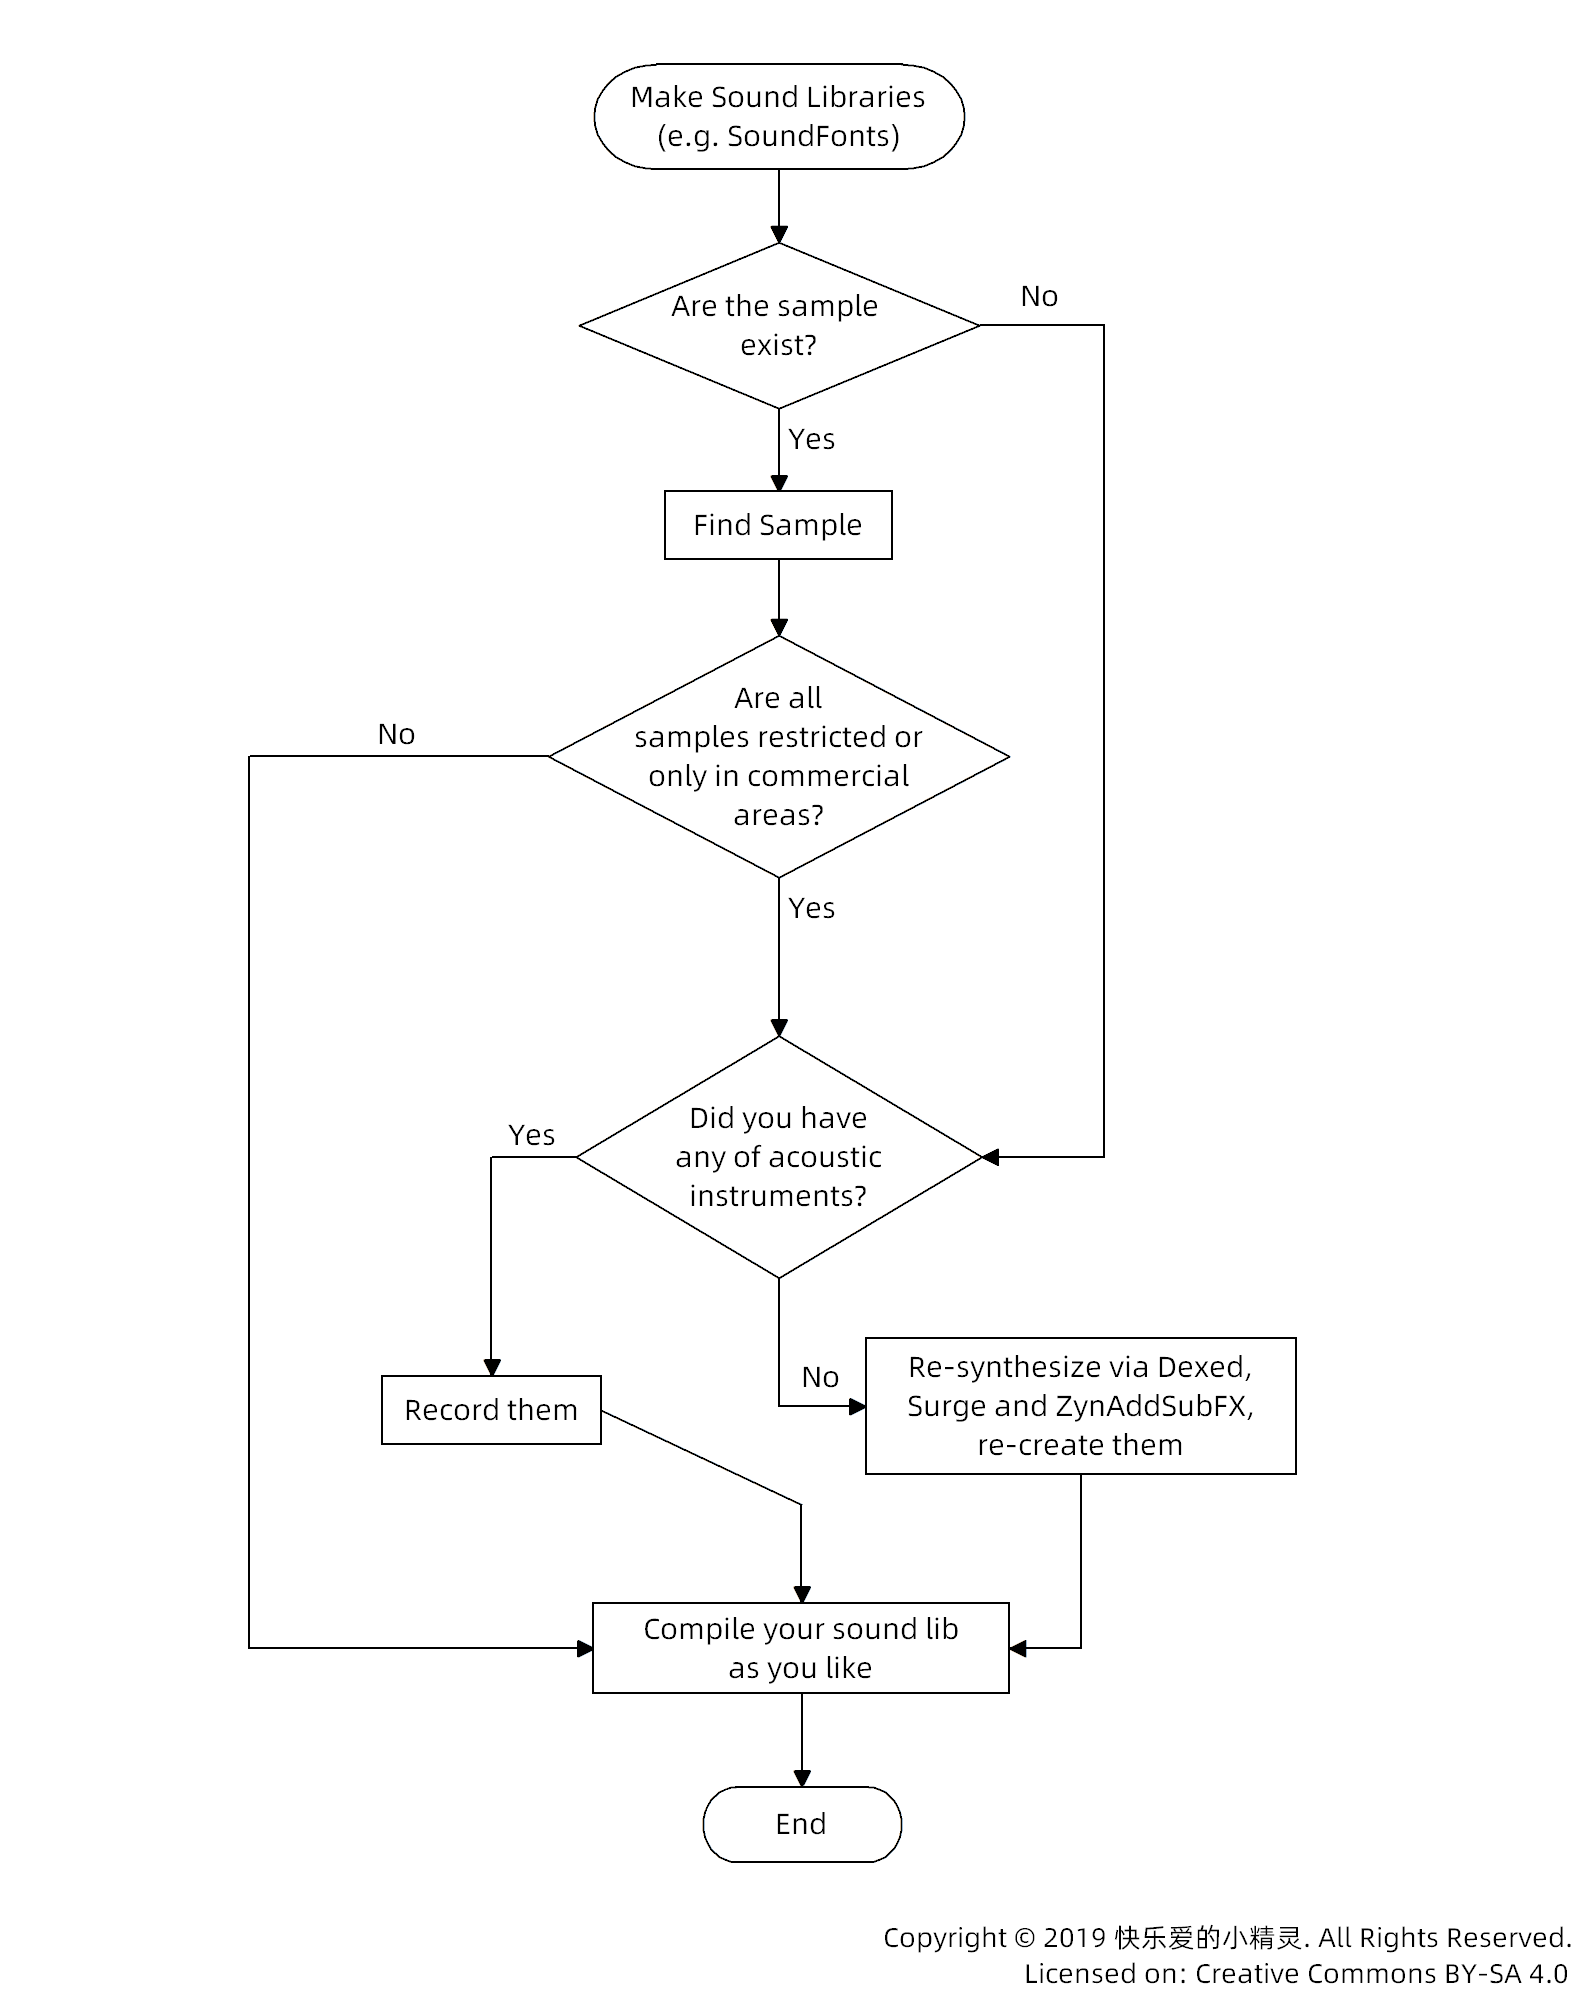 Make Sound Libraries
(e.g. SoundFonts)
Are the sample
exist?
No
Yes
Find Sample
Are all
samples restricted or
only in commercial
areas?
No
Yes
Did you have
any of acoustic
instruments?
Yes
No
Re-synthesize via Dexed,
Surge and ZynAddSubFX,
re-create them
Record them
Compile your sound lib
as you like
End
Copyright © 2019 快乐爱的小精灵. All Rights Reserved.
Licensed on: Creative Commons BY-SA 4.0